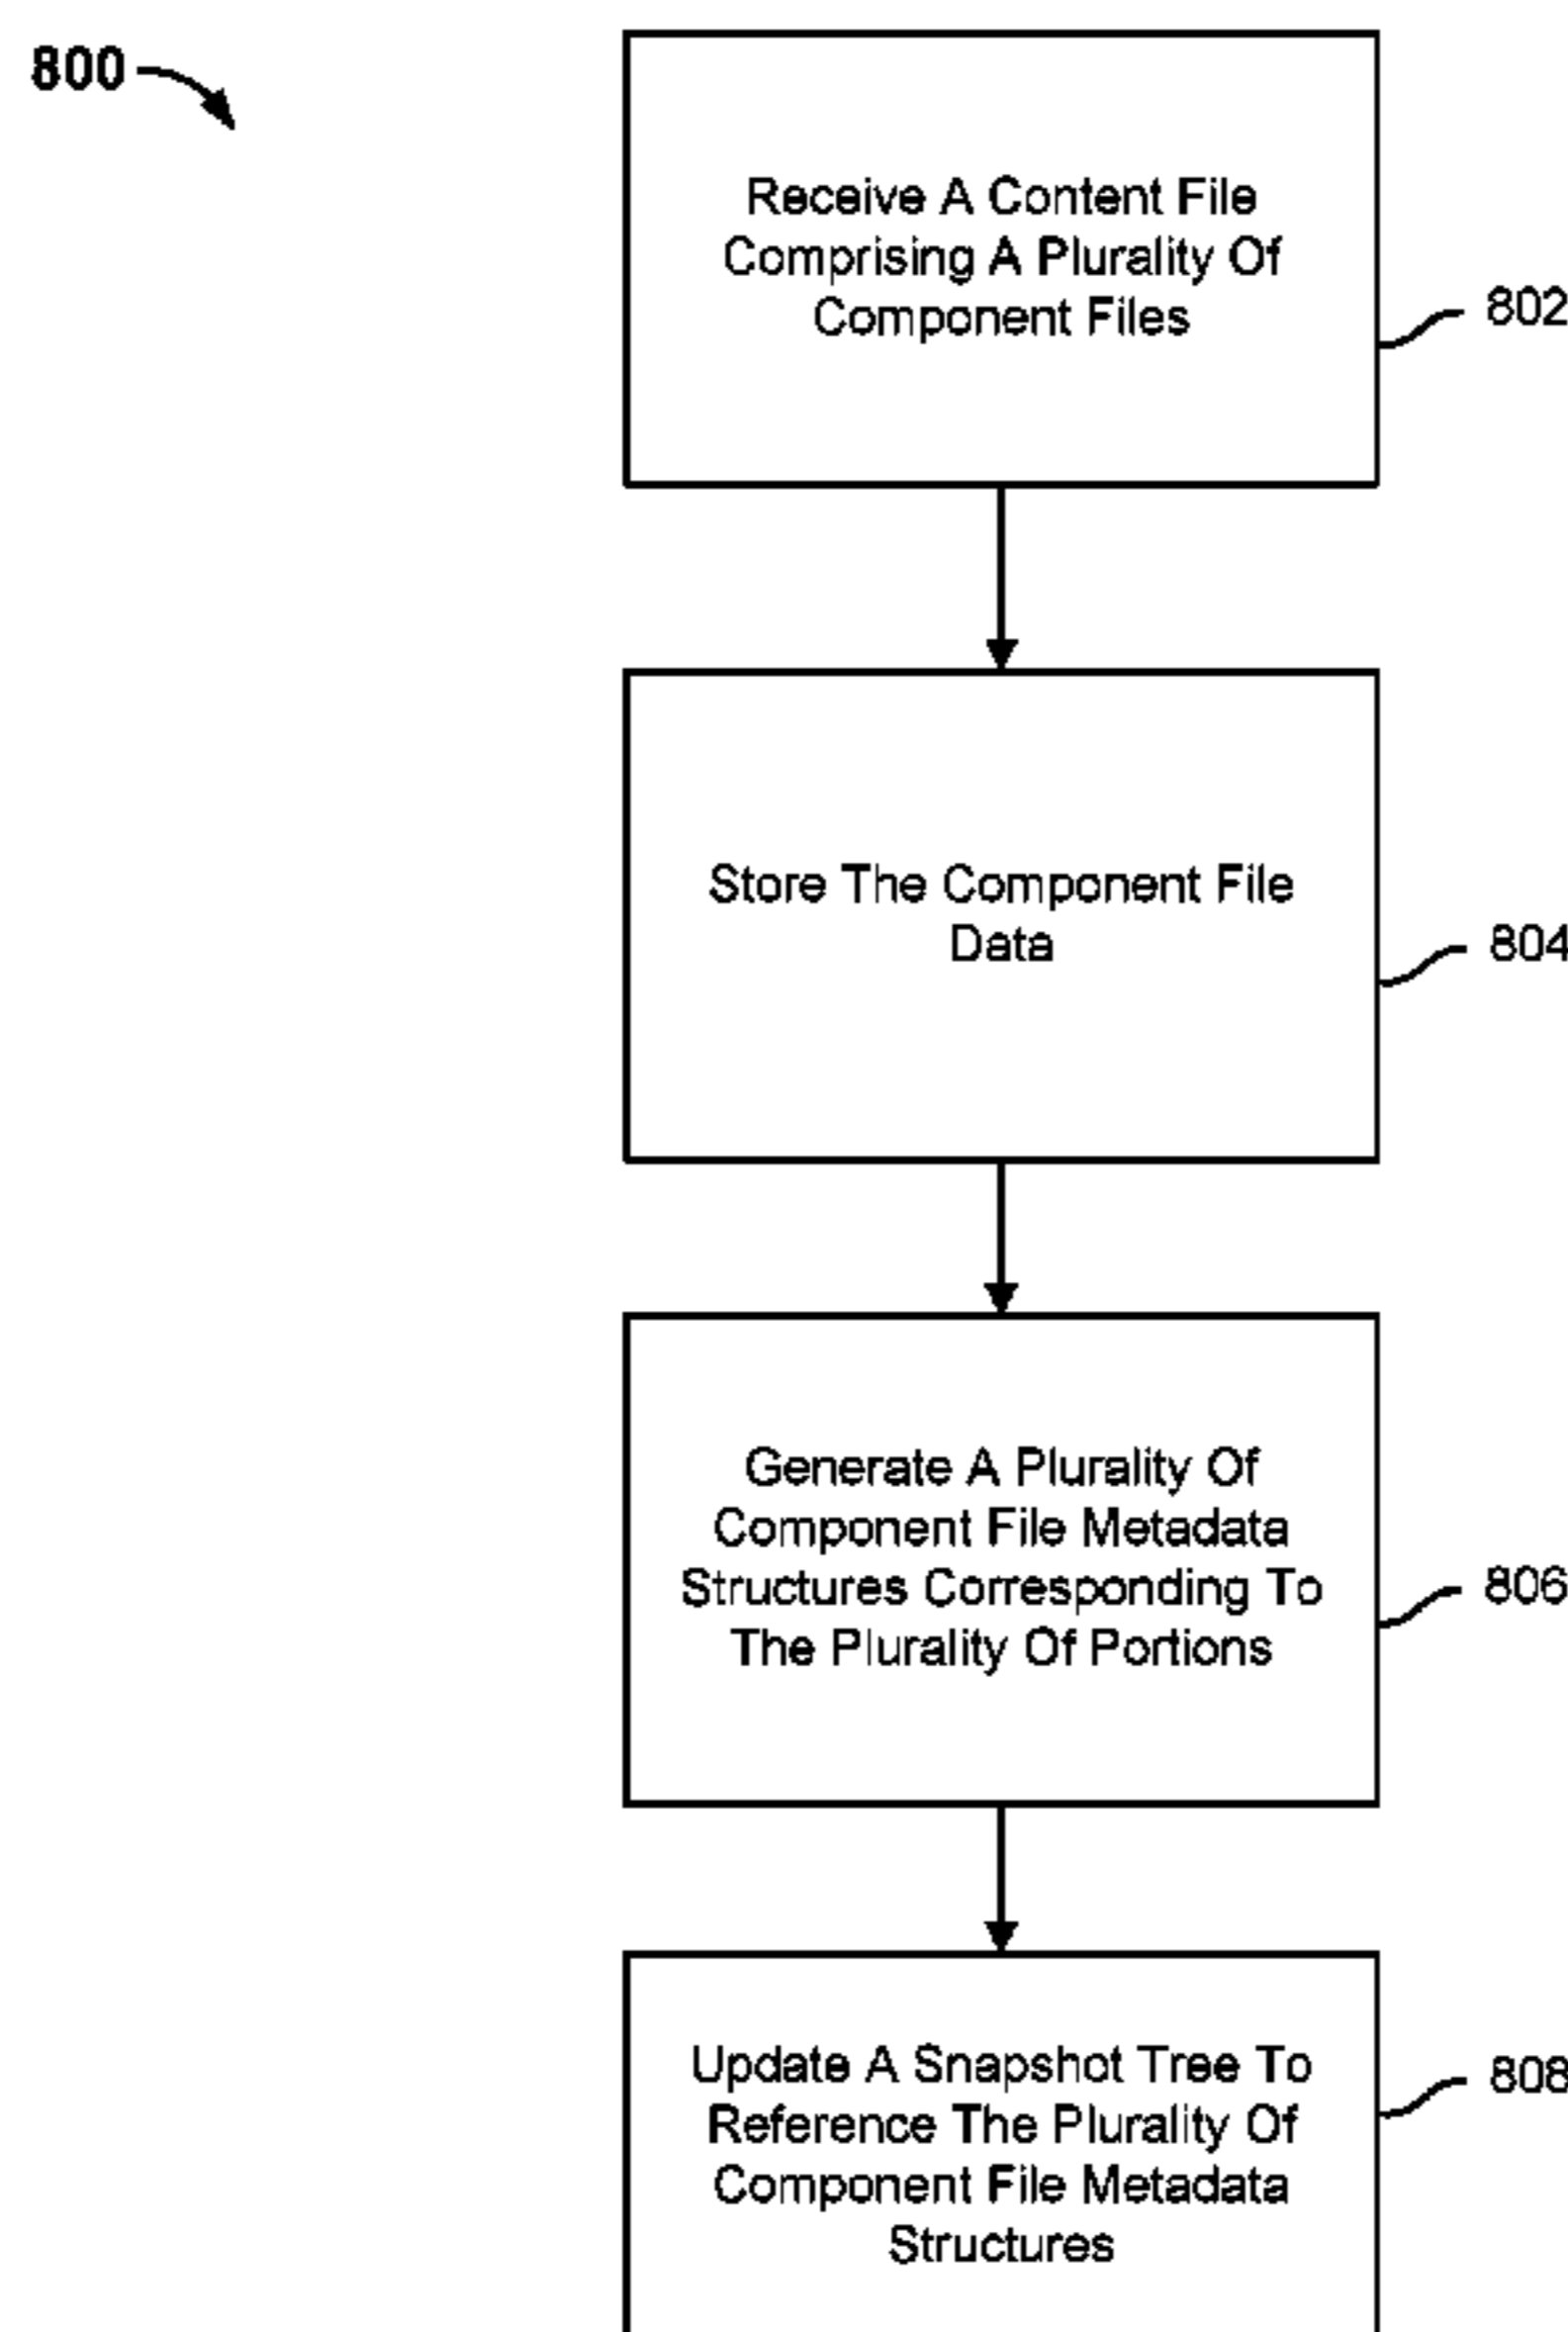 800
Receive A Content File
Comprising A Plurality Of
Component Files
802
Store The Component File
Data
804
Generate A Plurality Of
Component File Metadata
Structures Corresponding To
The Plurality Of Portions
806
Update A Snapshot Tree To
Reference The Plurality Of
Component File Metadata
Structures
808